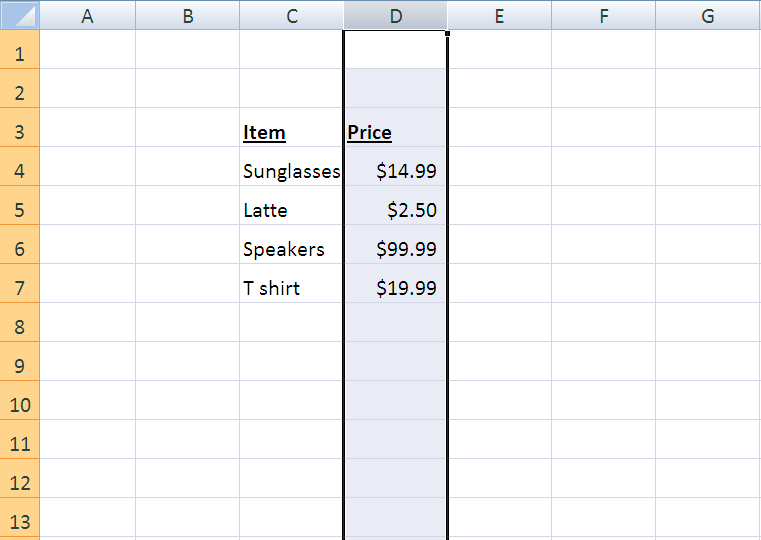 A B C D E F G
1
2
3 Item Price
4 Sunglasses $14.99
5 Latte $2.50
6 Speakers $99.99
7 T shirt $19.99
8
9
10
11
12
13